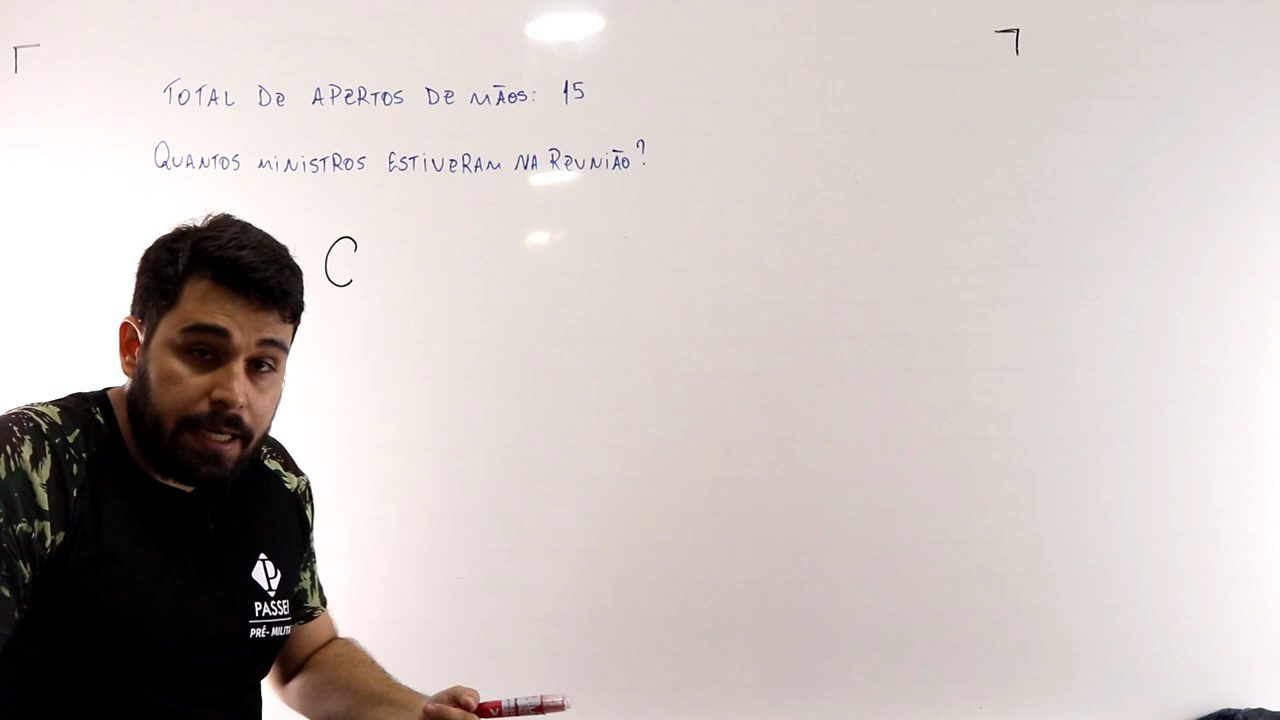 TOTAL DE APERTOS DE MÃOS: 15
QUANTOS MINISTROS ESTIVERAM NA REUNIÃO?
C
PASSEI
PRÉ-MILIT